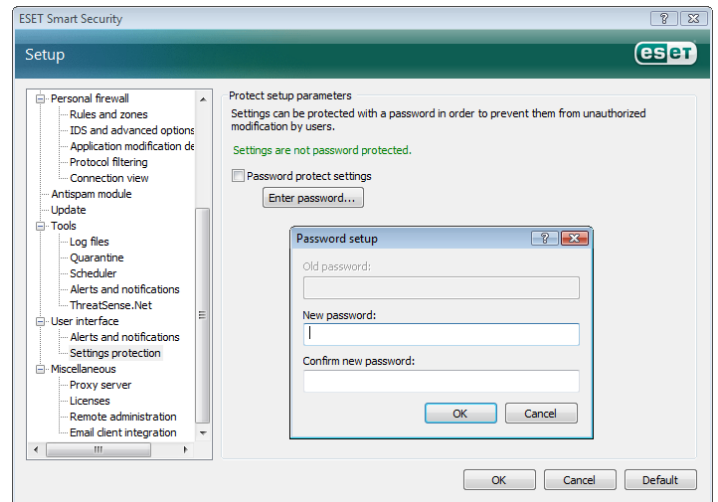 ESET Smart Security
Setup
eseT
Personal firewall
Rules and zones
IDS and advanced options
Application modification de
Protocol filtering
Connection view
Antispam module
Update
Tools
Log files
Quarantine
Scheduler
Alerts and notifications
ThreatSense.Net
User interface
Alerts and notifications
Settings protection
Miscellaneous
Proxy server
Licenses
Remote administration
Email client integration
Protect setup parameters
Settings can be protected with a password in order to prevent them from unauthorized
modification by users.
Settings are not password protected.
Password protect settings
Enter password...
Password setup
Old password:
New password:
Confirm new password:
OK Cancel
OK Cancel Default